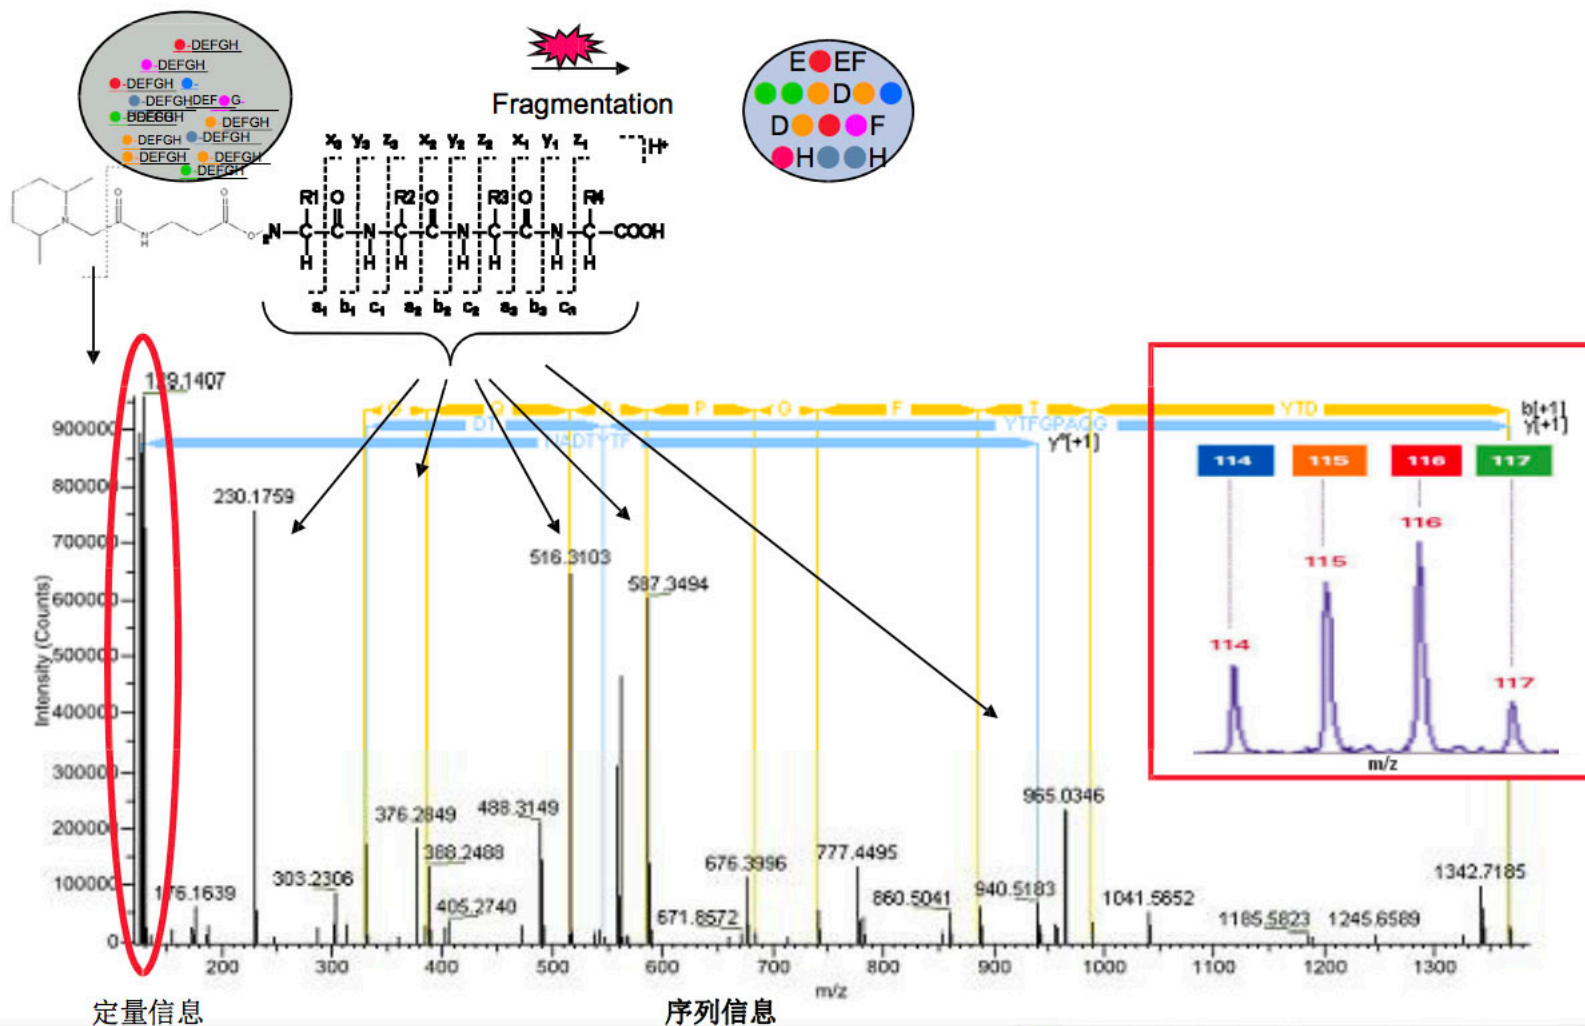 -DEFGH
-DEFGH
-DEFGH
-DEFGH
DEF G-
-DEFGH
-DEFGH
-DEFGH
-DEFGH
-DEFGH
-DEFGH
-DEFGH
Fragmentation
E EF
D
D F
H H
x₃ y₃ z₃ x₂ y₂ z₂ x₁ y₁ z₁ H⁺
R1 O R2 O R3 O R4
N C C N C C N C C N C COOH
H H H H H H H
O O
N N H O
a₁ b₁ c₁ a₂ b₂ c₂ a₃ b₃
129.1407
G Q A P G F T YTD b[+1]
DT y[+1]
y*[+1]
114 115 116 117
116
115
114
117
m/z
Intensity (Counts)
900000
800000
700000
600000
500000
400000
300000
200000
100000
0
230.1759
516.3103
587.3494
965.0346
376.2849
488.3149
388.2488
676.3996
777.4495
1342.7185
303.2306
405.2740
671.8572
860.5041
940.5183
1041.5652
1185.5823
1245.6589
200 300 400 500 600 700 800 900 1000 1100 1200 1300
m/z
定量信息
序列信息